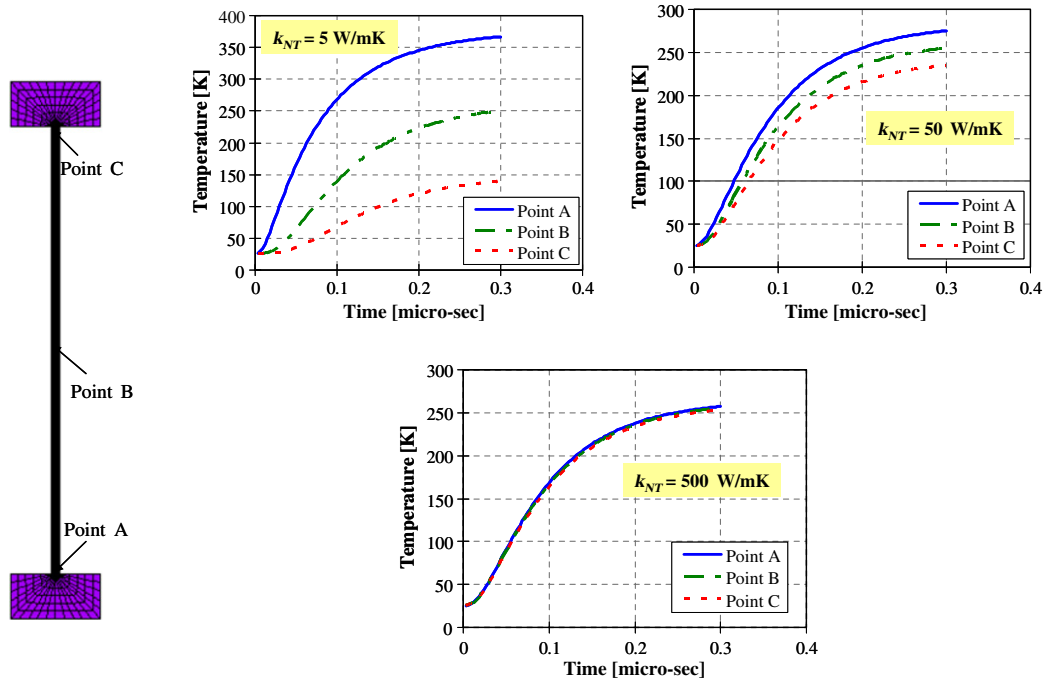 Point C
Point B
Point A
Temperature [K]
400
350
300
250
200
150
100
50
0
k_NT = 5 W/mK
Point A
Point B
Point C
0
0.1
0.2
0.3
0.4
Time [micro-sec]
Temperature [K]
300
250
200
150
100
50
0
k_NT = 50 W/mK
Point A
Point B
Point C
0
0.1
0.2
0.3
0.4
Time [micro-sec]
Temperature [K]
300
250
200
150
100
50
0
k_NT = 500 W/mK
Point A
Point B
Point C
0
0.1
0.2
0.3
0.4
Time [micro-sec]